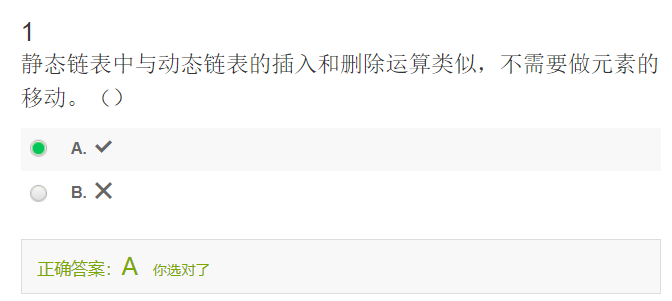 1
静态链表中与动态链表的插入和删除运算类似，不需要做元素的
移动。（）
A. ✔
B. ✕
正确答案：A 你选对了